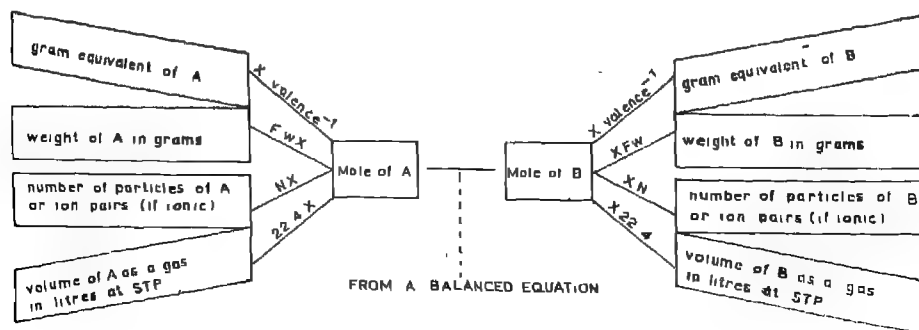 gram equivalent of A
X valence⁻¹
weight of A in grams
FwX
number of particles of A
or ion pairs (if ionic)
NX
volume of A as a gas
in litres at STP
22 4 X
Mole of A
FROM A BALANCED EQUATION
Mole of B
X valence⁻¹
gram equivalent of B
XFw
weight of B in grams
XN
number of particles of B
or ion pairs (if ionic)
X22 4
volume of B as a gas
in litres at STP